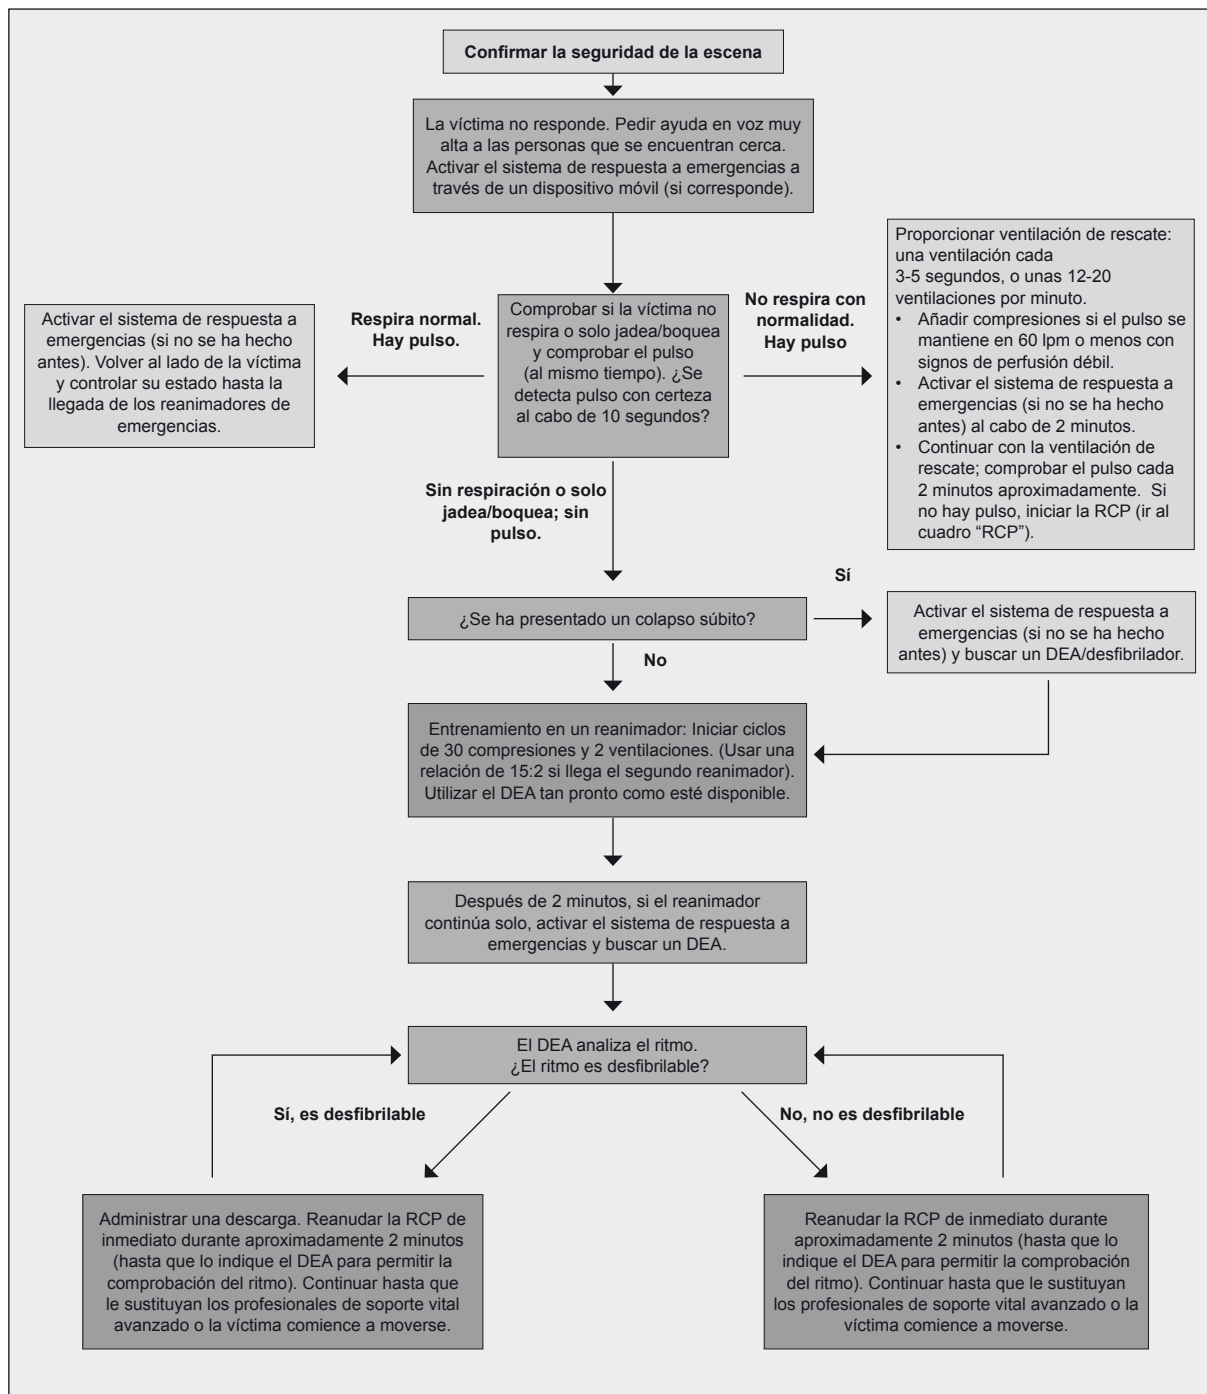 Confirmar la seguridad de la escena
La víctima no responde. Pedir ayuda en voz muy
alta a las personas que se encuentran cerca.
Activar el sistema de respuesta a emergencias a
través de un dispositivo móvil (si corresponde).
Activar el sistema de respuesta a
emergencias (si no se ha hecho
antes). Volver al lado de la víctima
y controlar su estado hasta la
llegada de los reanimadores de
emergencias.
Respira normal.
Hay pulso.
Comprobar si la víctima no
respira o solo jadea/boquea
y comprobar el pulso
(al mismo tiempo). ¿Se
detecta pulso con certeza
al cabo de 10 segundos?
No respira con
normalidad.
Hay pulso
Proporcionar ventilación de rescate:
una ventilación cada
3-5 segundos, o unas 12-20
ventilaciones por minuto.
• Añadir compresiones si el pulso se
mantiene en 60 lpm o menos con
signos de perfusión débil.
• Activar el sistema de respuesta a
emergencias (si no se ha hecho
antes) al cabo de 2 minutos.
• Continuar con la ventilación de
rescate; comprobar el pulso cada
2 minutos aproximadamente. Si
no hay pulso, iniciar la RCP (ir al
cuadro “RCP”).
Sin respiración o solo
jadea/boquea; sin
pulso.
¿Se ha presentado un colapso súbito?
Sí
Activar el sistema de respuesta a
emergencias (si no se ha hecho
antes) y buscar un DEA/desfibrilador.
No
Entrenamiento en un reanimador: Iniciar ciclos
de 30 compresiones y 2 ventilaciones. (Usar una
relación de 15:2 si llega el segundo reanimador).
Utilizar el DEA tan pronto como esté disponible.
Después de 2 minutos, si el reanimador
continúa solo, activar el sistema de respuesta a
emergencias y buscar un DEA.
El DEA analiza el ritmo.
¿El ritmo es desfibrilable?
Sí, es desfibrilable
No, no es desfibrilable
Administrar una descarga. Reanudar la RCP de
inmediato durante aproximadamente 2 minutos
(hasta que lo indique el DEA para permitir la
comprobación del ritmo). Continuar hasta que
le sustituyan los profesionales de soporte vital
avanzado o la víctima comience a moverse.
Reanudar la RCP de inmediato durante
aproximadamente 2 minutos (hasta que lo
indique el DEA para permitir la comprobación
del ritmo). Continuar hasta que le sustituyan
los profesionales de soporte vital avanzado o la
víctima comience a moverse.